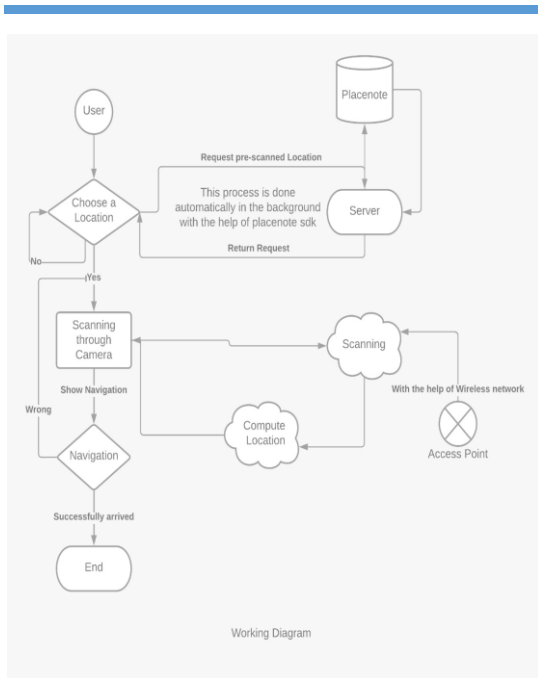 Placenote
User
Request pre-scanned Location
This process is done
automatically in the background
with the help of placenote sdk
Choose a
Location
Server
Return Request
No
Yes
Scanning
through
Camera
Scanning
Show Navigation
With the help of Wireless network
Wrong
Compute
Location
Navigation
Access Point
Successfully arrived
End
Working Diagram